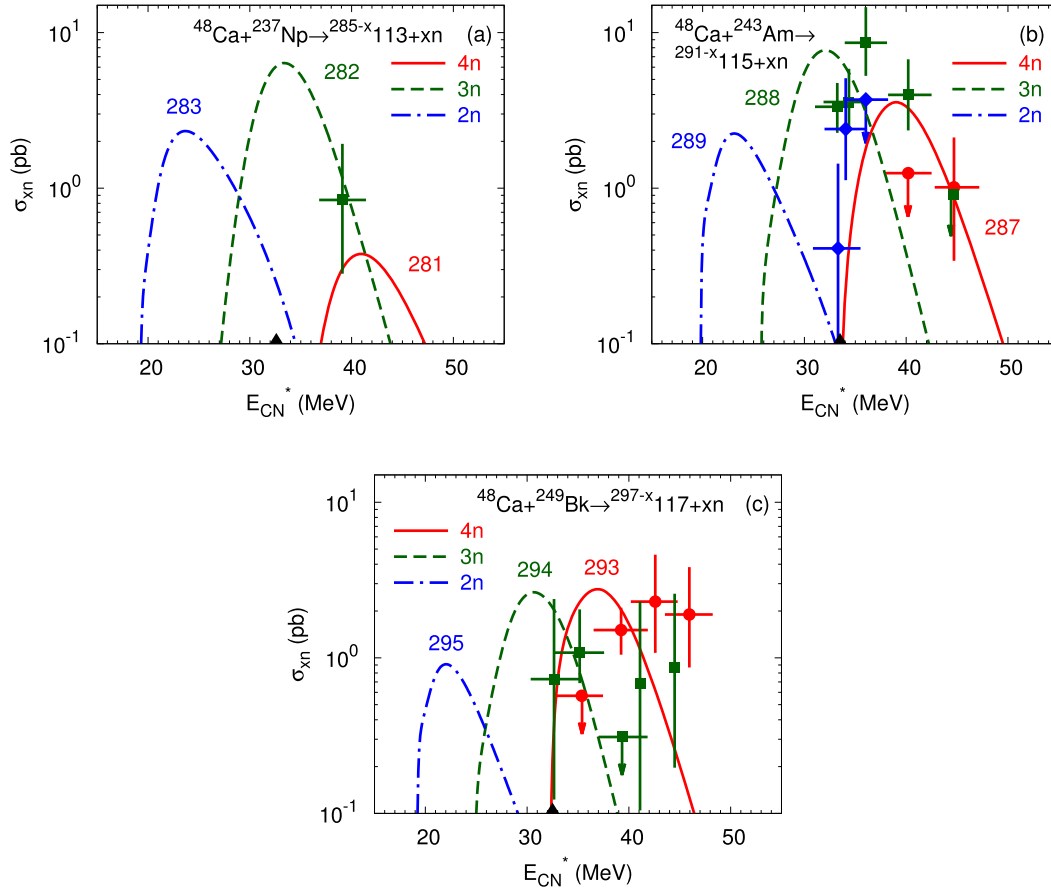 ⁴⁸Ca+²³⁷Np→²⁸⁵⁻ˣ113+xn (a)
4n
3n
2n
283
282
281
10¹
10⁰
10⁻¹
σₓₙ (pb)
20 30 40 50
E_CN* (MeV)
⁴⁸Ca+²⁴³Am→ (b)
²⁹¹⁻ˣ115+xn
4n
3n
2n
288
289
287
10¹
10⁰
10⁻¹
σₓₙ (pb)
20 30 40 50
E_CN* (MeV)
⁴⁸Ca+²⁴⁹Bk→²⁹⁷⁻ˣ117+xn (c)
4n
3n
2n
294
293
295
10¹
10⁰
10⁻¹
σₓₙ (pb)
20 30 40 50
E_CN* (MeV)